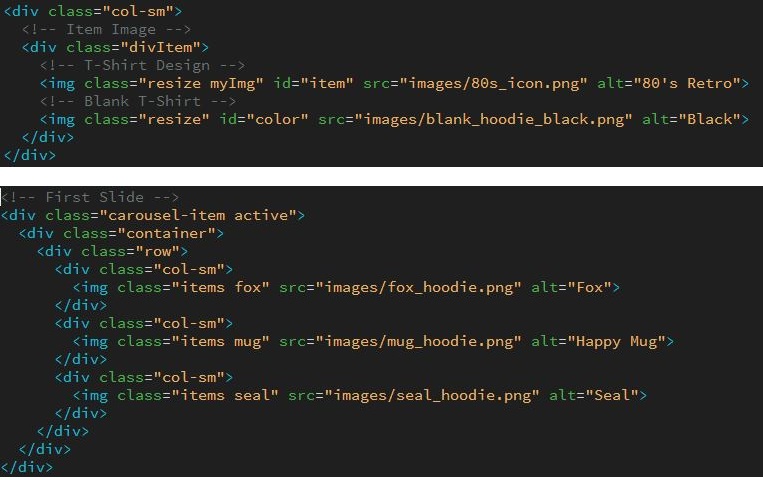 <div class="col-sm">
<!-- Item Image -->
<div class="divItem">
<!-- T-Shirt Design -->
<img class="resize myImg" id="item" src="images/80s_icon.png" alt="80's Retro">
<!-- Blank T-Shirt -->
<img class="resize" id="color" src="images/blank_hoodie_black.png" alt="Black">
</div>
</div>
<!-- First Slide -->
<div class="carousel-item active">
<div class="container">
<div class="row">
<div class="col-sm">
<img class="items fox" src="images/fox_hoodie.png" alt="Fox">
</div>
<div class="col-sm">
<img class="items mug" src="images/mug_hoodie.png" alt="Happy Mug">
</div>
<div class="col-sm">
<img class="items seal" src="images/seal_hoodie.png" alt="Seal">
</div>
</div>
</div>
</div>